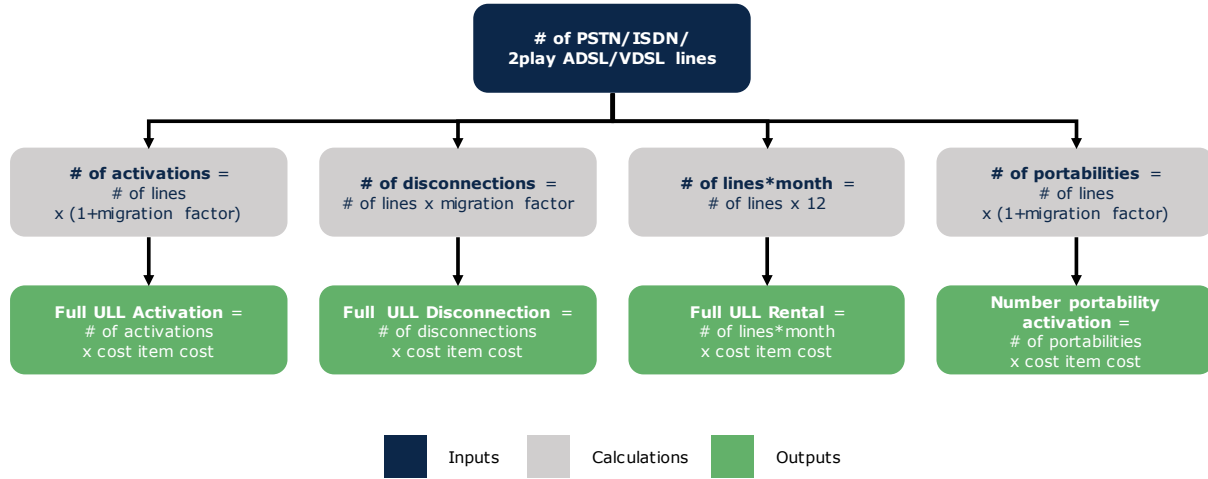 # of PSTN/ISDN/
2play ADSL/VDSL lines
# of activations =
# of lines
x (1+migration factor)
# of disconnections =
# of lines x migration factor
# of lines*month =
# of lines x 12
# of portabilities =
# of lines
x (1+migration factor)
Full ULL Activation =
# of activations
x cost item cost
Full ULL Disconnection =
# of disconnections
x cost item cost
Full ULL Rental =
# of lines*month
x cost item cost
Number portability
activation =
# of portabilities
x cost item cost
Inputs
Calculations
Outputs